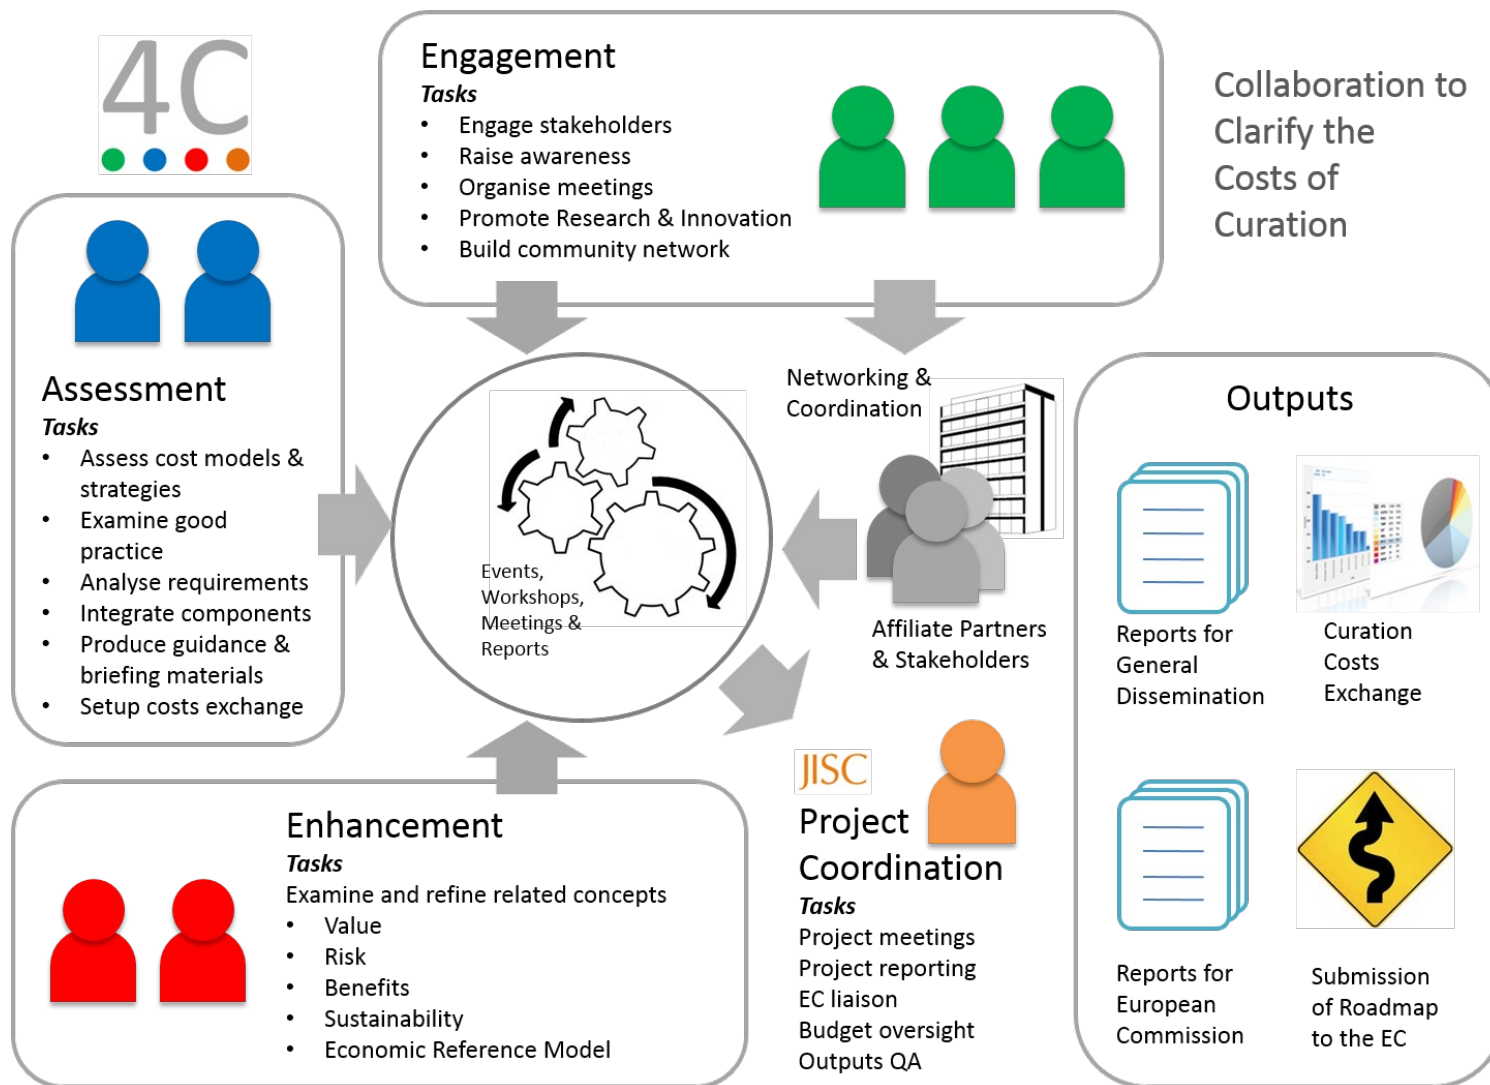 4C
Engagement
Tasks
• Engage stakeholders
• Raise awareness
• Organise meetings
• Promote Research & Innovation
• Build community network
Collaboration to
Clarify the
Costs of
Curation
Assessment
Tasks
• Assess cost models &
strategies
• Examine good
practice
• Analyse requirements
• Integrate components
• Produce guidance &
briefing materials
• Setup costs exchange
Events,
Workshops,
Meetings &
Reports
Networking &
Coordination
Affiliate Partners
& Stakeholders
Enhancement
Tasks
Examine and refine related concepts
• Value
• Risk
• Benefits
• Sustainability
• Economic Reference Model
JISC
Project
Coordination
Tasks
Project meetings
Project reporting
EC liaison
Budget oversight
Outputs QA
Outputs
Reports for
General
Dissemination
Curation
Costs
Exchange
Reports for
European
Commission
Submission
of Roadmap
to the EC